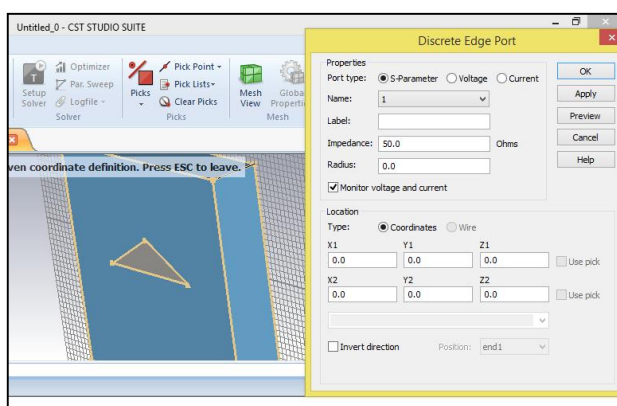 Untitled_0 - CST STUDIO SUITE
Optimizer
Par. Sweep
Logfile
Setup Solver
Solver
Picks
Pick Point
Pick Lists
Clear Picks
Picks
Mesh View
Mesh
ven coordinate definition. Press ESC to leave.
Discrete Edge Port
Properties
Port type: S-Parameter Voltage Current
Name: 1
Label:
Impedance: 50.0 Ohms
Radius: 0.0
Monitor voltage and current
OK
Apply
Preview
Cancel
Help
Location
Type: Coordinates Wire
X1 Y1 Z1
0.0 0.0 0.0 Use pick
X2 Y2 Z2
0.0 0.0 0.0 Use pick
Invert direction Position: end1